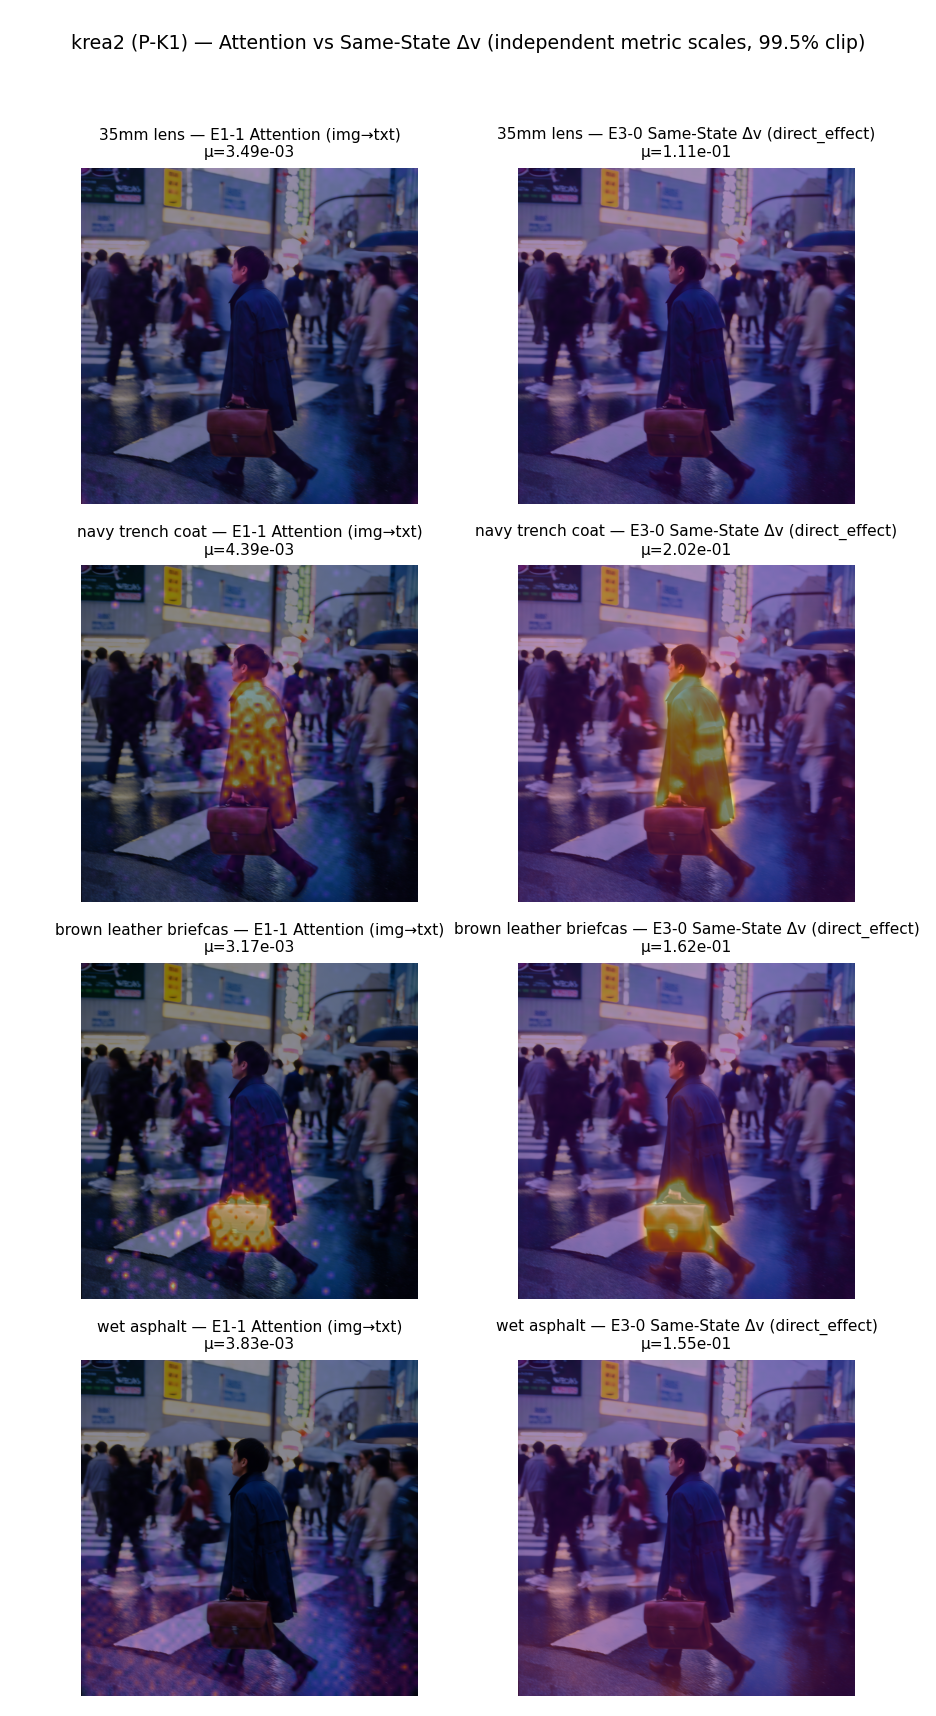 krea2 (P-K1) — Attention vs Same-State Δv (independent metric scales, 99.5% clip)
35mm lens — E1-1 Attention (img→txt)
μ=3.49e-03
35mm lens — E3-0 Same-State Δv (direct_effect)
μ=1.11e-01
navy trench coat — E1-1 Attention (img→txt)
μ=4.39e-03
navy trench coat — E3-0 Same-State Δv (direct_effect)
μ=2.02e-01
brown leather briefcas — E1-1 Attention (img→txt)
μ=3.17e-03
brown leather briefcas — E3-0 Same-State Δv (direct_effect)
μ=1.62e-01
wet asphalt — E1-1 Attention (img→txt)
μ=3.83e-03
wet asphalt — E3-0 Same-State Δv (direct_effect)
μ=1.55e-01